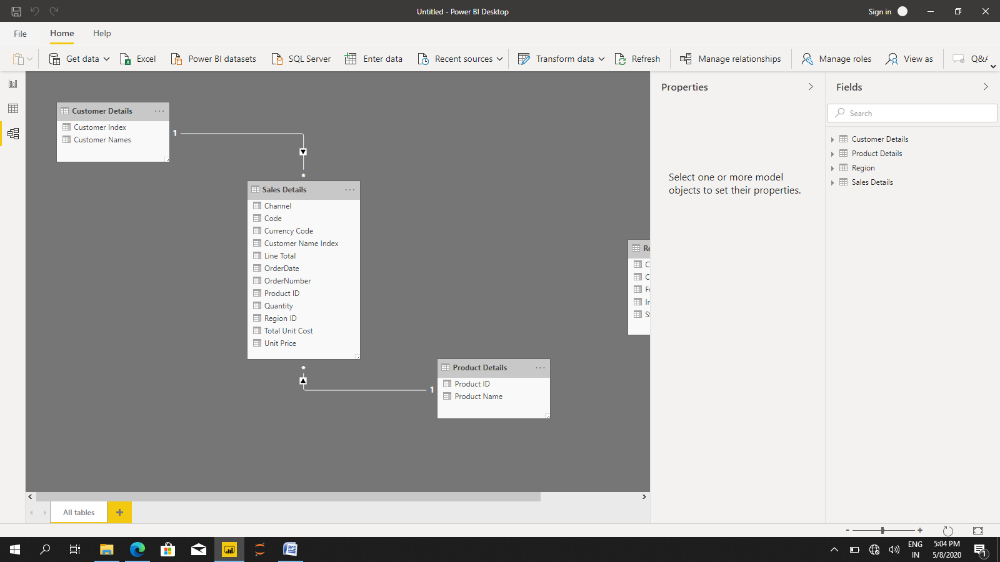 Untitled - Power BI Desktop
Sign in
File
Home
Help
Get data
Excel
Power BI datasets
SQL Server
Enter data
Recent sources
Transform data
Refresh
Manage relationships
Manage roles
View as
Customer Details
Customer Index
Customer Names
1
*
Sales Details
Channel
Code
Currency Code
Customer Name Index
Line Total
OrderDate
OrderNumber
Product ID
Quantity
Region ID
Total Unit Cost
Unit Price
*
1
Product Details
Product ID
Product Name
Properties
Select one or more model
objects to set their properties.
Fields
Search
Customer Details
Product Details
Region
Sales Details
All tables
+
- +
ENG
IN
5:04 PM
5/8/2020
1